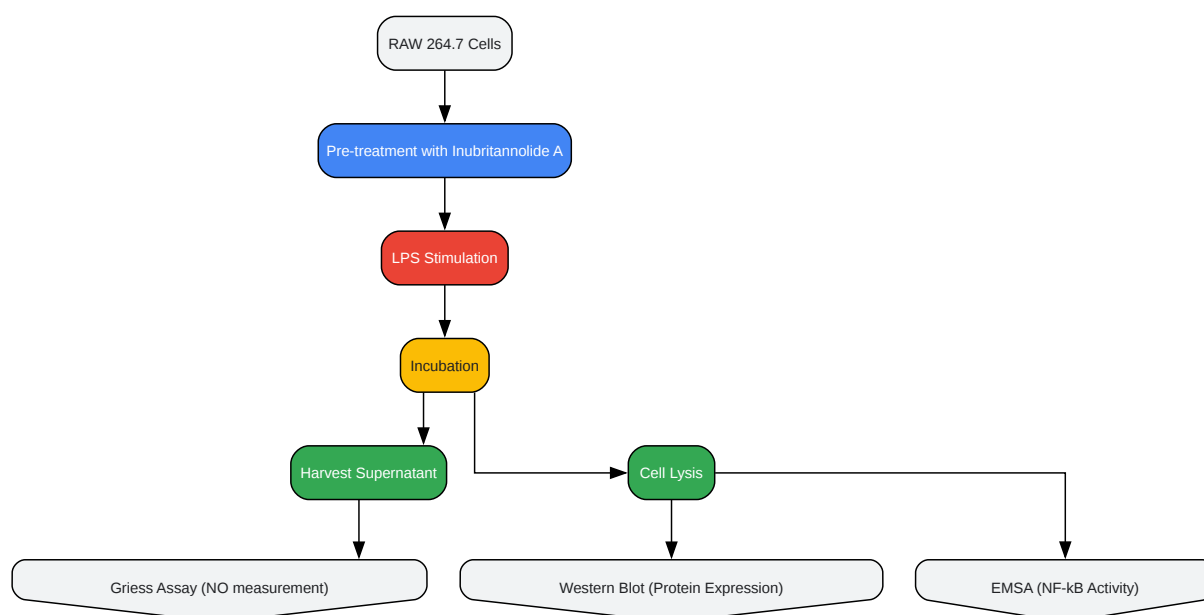 RAW 264.7 Cells
Pre-treatment with Inubritannolide A
LPS Stimulation
Incubation
Harvest Supernatant
Cell Lysis
Griess Assay (NO measurement)
Western Blot (Protein Expression)
EMSA (NF-kB Activity)